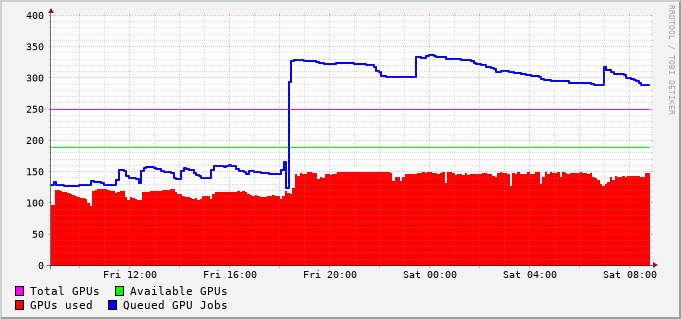 400
350
300
250
200
150
100
50
0
Fri 12:00 Fri 16:00 Fri 20:00 Sat 00:00 Sat 04:00 Sat 08:00
Total GPUs Available GPUs
GPUs used Queued GPU Jobs
RRDTOOL / TOBI OETIKER